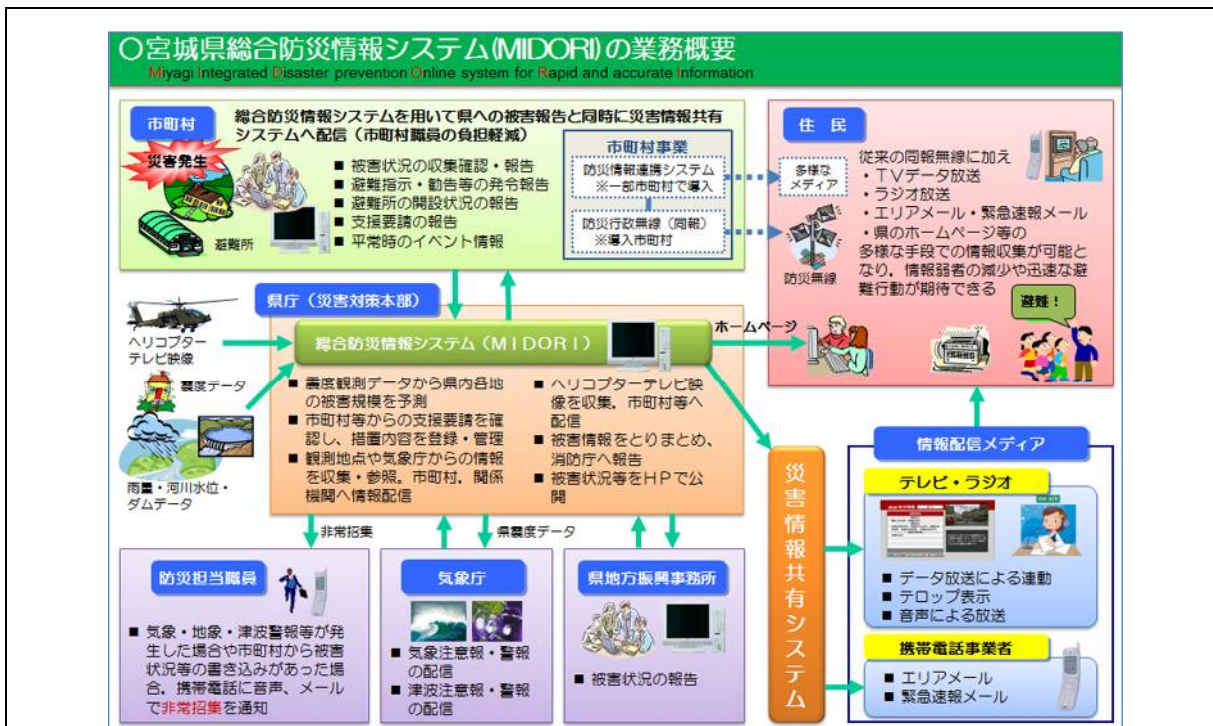 〇宮城県総合防災情報システム(MIDORI)の業務概要
Miyagi Integrated Disaster prevention Online system for Rapid and accurate Information
市町村
総合防災情報システムを用いて県への被害報告と同時に災害情報共有
システムへ配信(市町村職員の負担軽減)
災害発生
避難所
■ 被害状況の収集確認・報告
■ 避難指示・勧告等の発令報告
■ 避難所の開設状況の報告
■ 支援要請の報告
■ 平常時のイベント情報
市町村事業
防災情報連携システム
※一部市町村で導入
防災行政無線(同報)
※導入市町村
住 民
多様な
メディア
防災無線
従来の同報無線に加え
・TVデータ放送
・ラジオ放送
・エリアメール・緊急速報メール
・県のホームページ等の
多様な手段での情報収集が可能と
なり,情報弱者の減少や迅速な避
難行動が期待できる
避難!
ヘリコプター
テレビ映像
震度データ
雨量・河川水位・
ダムデータ
県庁(災害対策本部)
総合防災情報システム(MIDORI)
ホームページ
■ 震度観測データから県内各地
の被害規模を予測
■ 市町村等からの支援要請を確
認し、措置内容を登録・管理
■ 観測地点や気象庁からの情報
を収集・参照.市町村.関係
機関へ情報配信
■ ヘリコプターテレビ映
像を収集.市町村等へ
配信
■ 被害情報をとりまとめ、
消防庁へ報告
■ 被害状況等をHPで公
開
非常招集
県震度データ
防災担当職員
■ 気象・地象・津波警報等が発
生した場合や市町村から被害
状況等の書き込みがあった場
合.携帯電話に音声、メール
で非常招集を通知
気象庁
■ 気象注意報・警報
の配信
■ 津波注意報・警報
の配信
県地方振興事務所
■ 被害状況の報告
災害情報共有システム
情報配信メディア
テレビ・ラジオ
■ データ放送による連動
■ テロップ表示
■ 音声による放送
携帯電話事業者
■ エリアメール
■ 緊急速報メール